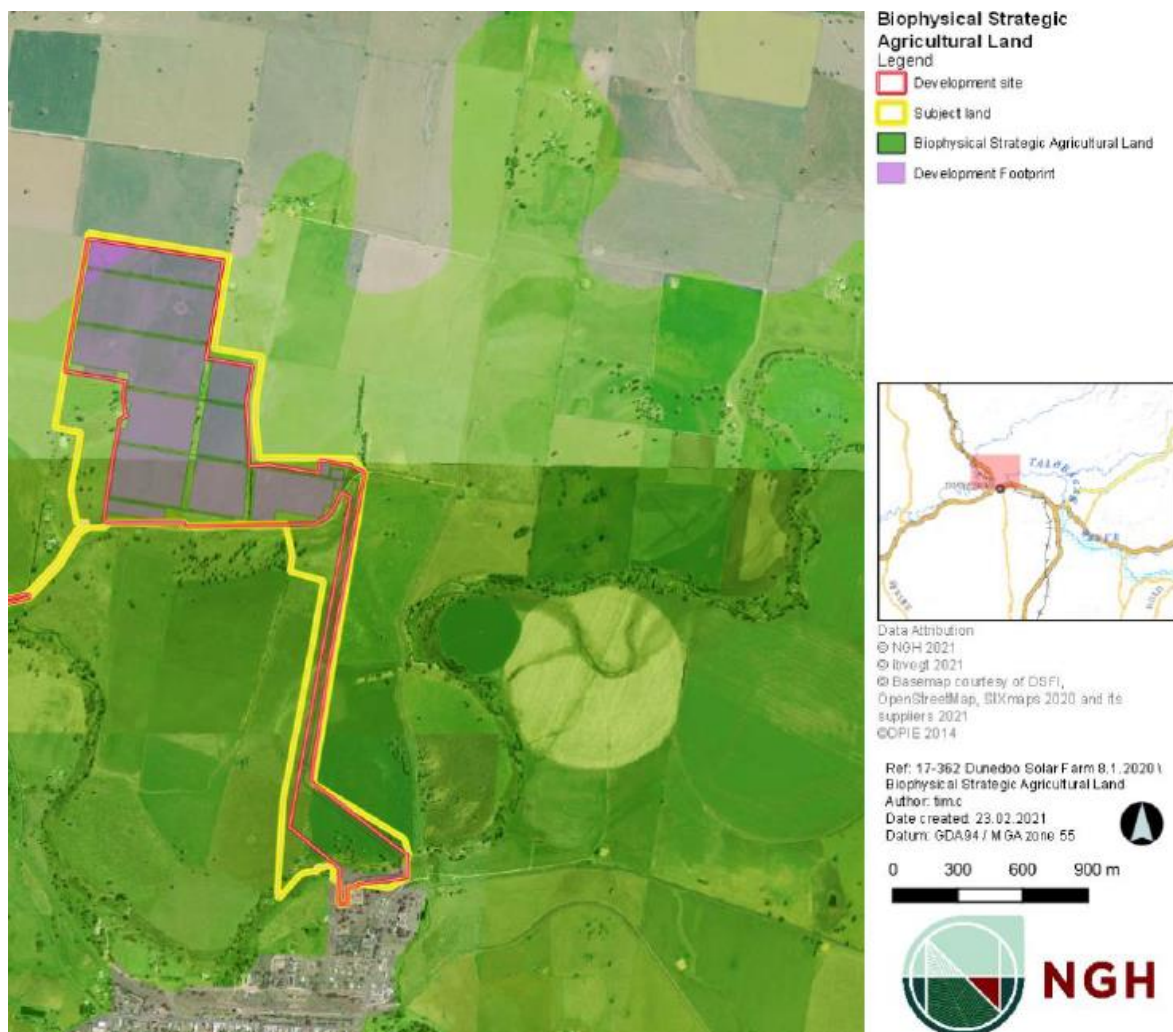 Biophysical Strategic
Agricultural Land
Legend
Development site
Subject land
Biophysical Strategic Agricultural Land
Development Footprint
Data Attribution
© NGH 2021
© itsvegt 2021
© Basemap courtesy of DSFI,
OpenStreetMap, SIXmaps 2020 and its
suppliers 2021
©DPIE 2014
Ref: 17-362 Dunedoo Solar Farm 8.1.2020 \
Biophysical Strategic Agricultural Land
Author: tim.c
Date created: 23.02.2021
Datum: GDA94 / MGA zone 55
0 300 600 900 m
NGH